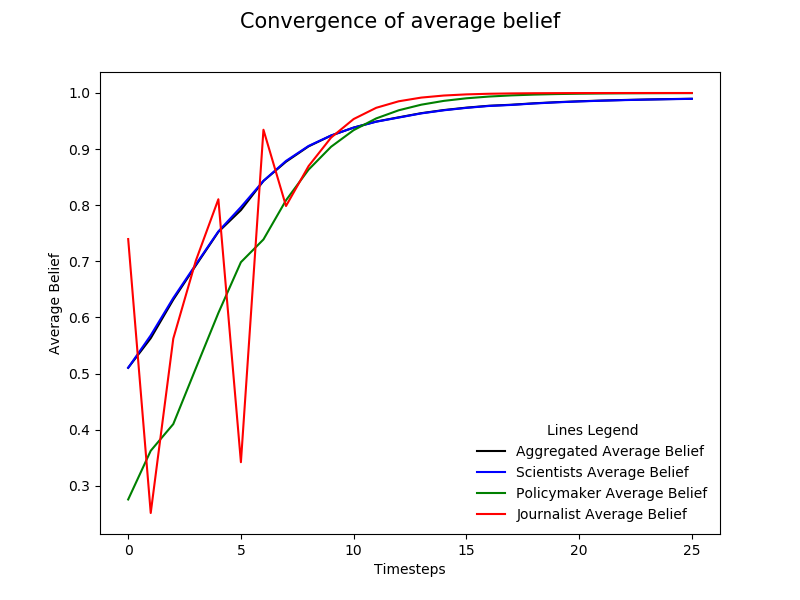 Convergence of average belief
1.0
0.9
0.8
0.7
0.6
0.5
0.4
0.3
Average Belief
Lines Legend
Aggregated Average Belief
Scientists Average Belief
Policymaker Average Belief
Journalist Average Belief
0 5 10 15 20 25
Timesteps